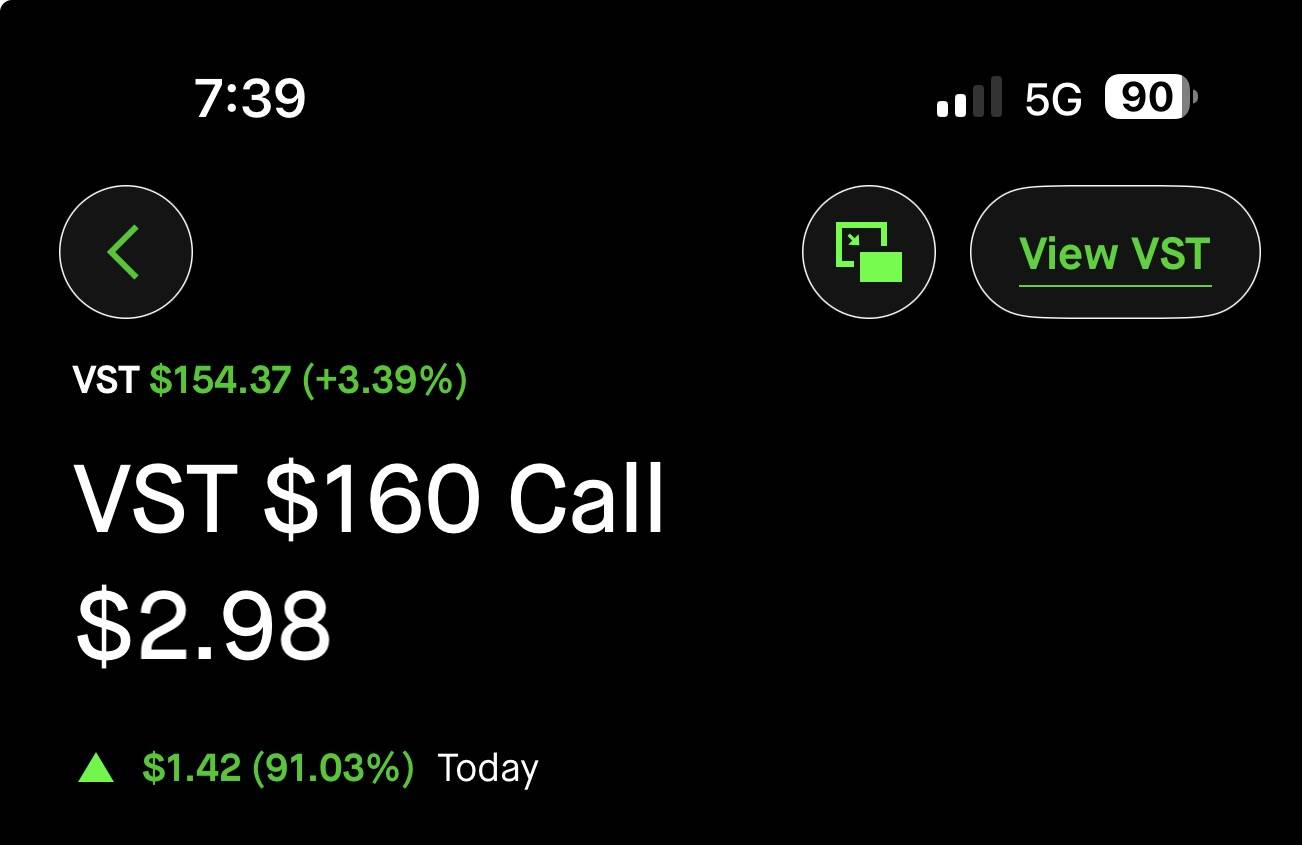 7:39 5G 90
View VST
VST $154.37 (+3.39%)
VST $160 Call
$2.98
▲ $1.42 (91.03%) Today